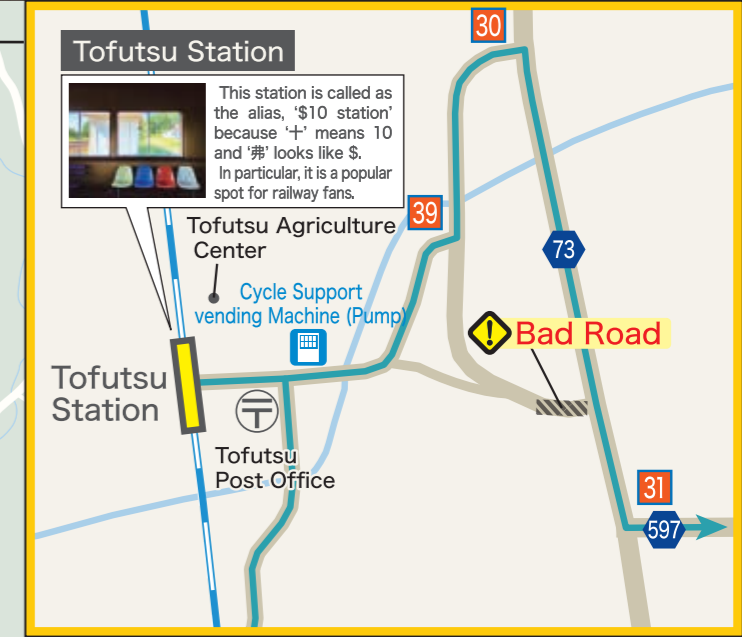 Tofutsu Station
This station is called as
the alias, ‘$10 station’
because ‘十’ means 10
and ‘弗’ looks like $.
In particular, it is a popular
spot for railway fans.
30
39
Tofutsu Agriculture
Center
73
Cycle Support
vending Machine (Pump)
! Bad Road
Tofutsu
Station
〒
Tofutsu
Post Office
31
597